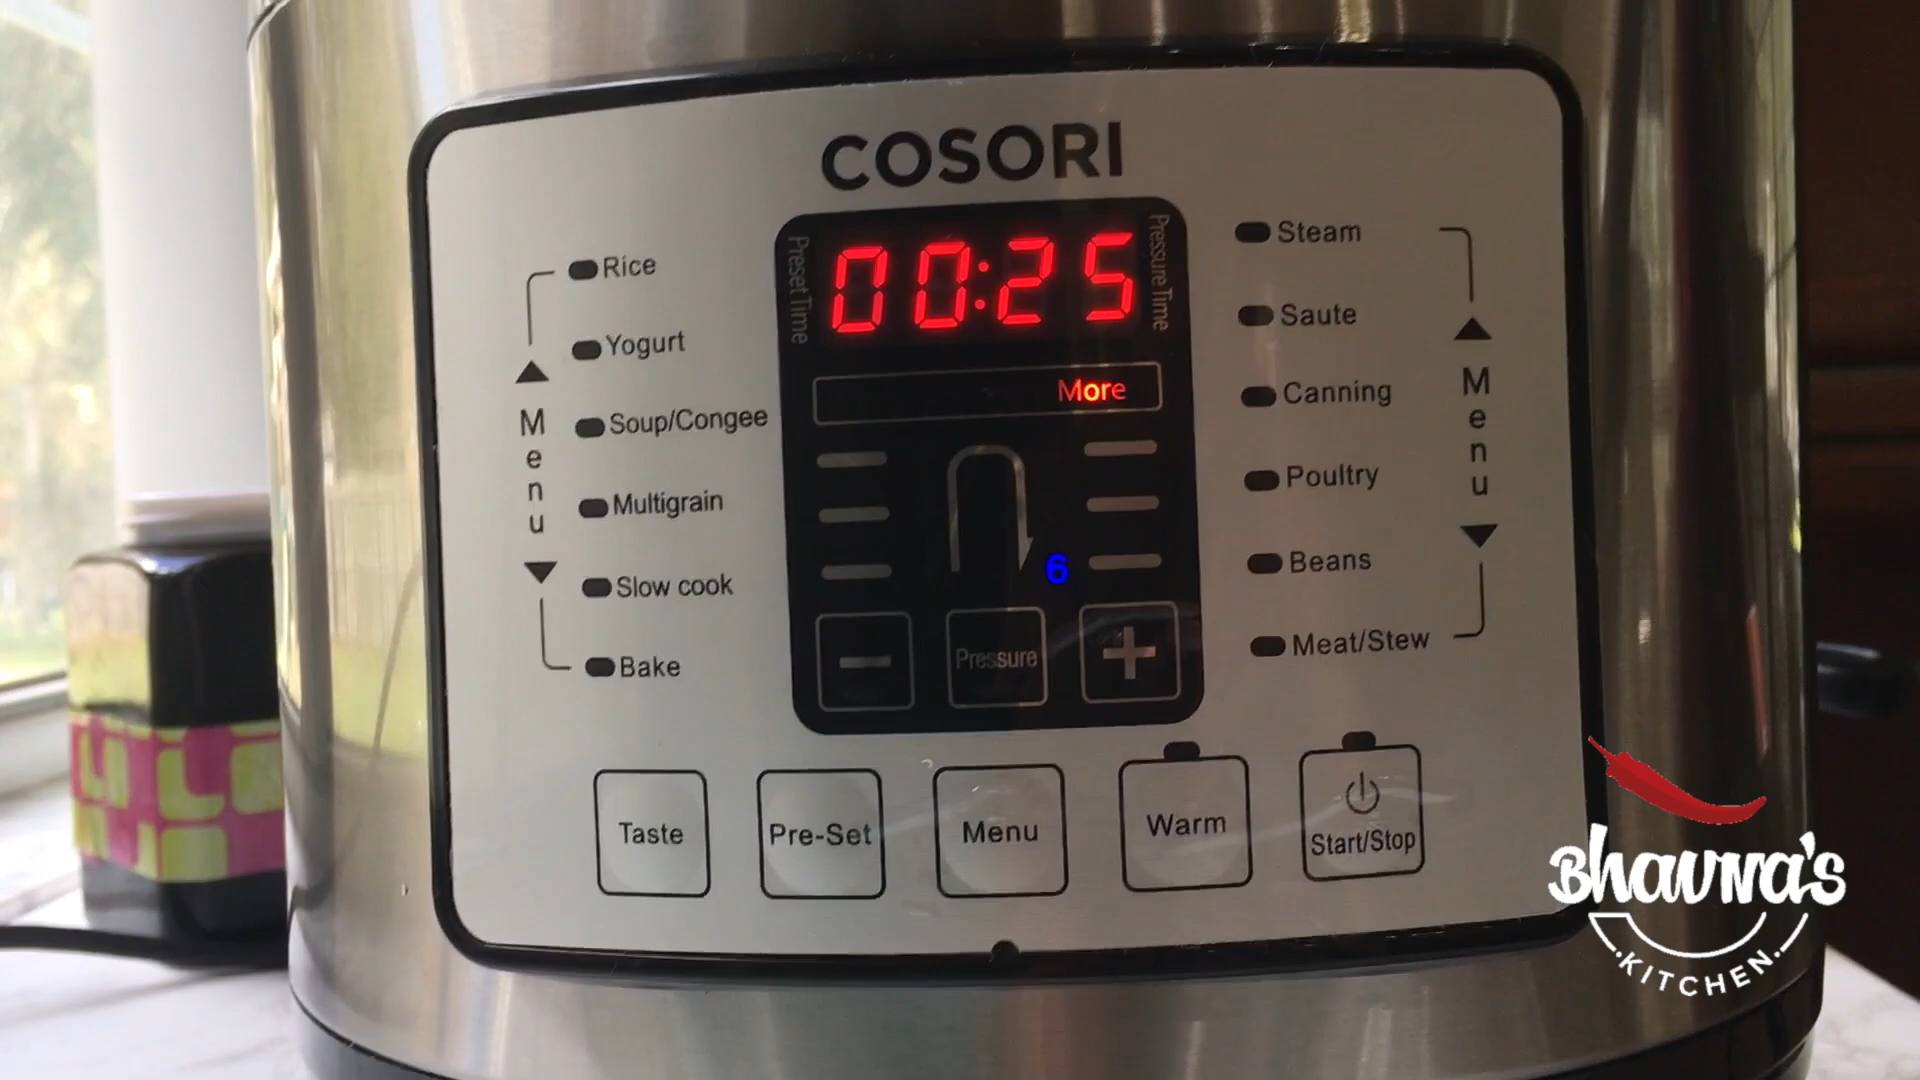 COSORI
Preset Time
00:25
Pressure Time
More
Rice
Yogurt
Soup/Congee
Multigrain
Slow cook
Bake
Menu
Steam
Saute
Canning
Poultry
Beans
Meat/Stew
Menu
6
−
Pressure
+
Taste
Pre-Set
Menu
Warm
Start/Stop
Bhavna's
KITCHEN